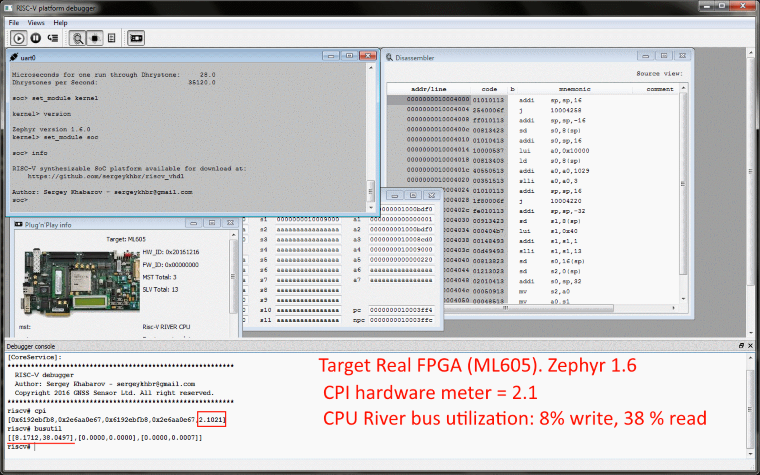 RISC-V platform debugger
File Views Help
uart0
Microseconds for one run through Dhrystone: 28.0
Dhrystones per Second: 35120.0
soc> set_module kernel
kernel> version
Zephyr version 1.6.0
kernel> set_module soc
soc> info
RISC-V synthesizable SoC platform available for download at:
https://github.com/sergeykhbr/riscv_vhdl
Author: Sergey Khabarov - sergeykhbr@gmail.com
soc>
Disassembler
Source view:
addr/line code b mnemonic comment
0000000010004000 01010113 addi sp,sp,16
0000000010004004 2540006f j 10004258
0000000010004008 ff010113 addi sp,sp,-16
000000001000400c 00813423 sd s0,8(sp)
0000000010004010 01010413 addi s0,sp,16
0000000010004014 10000537 lui a0,0x10000
0000000010004018 00813403 ld s0,8(sp)
000000001000401c 40550513 addi a0,a0,1029
0000000010004020 00351513 slli a0,a0,3
0000000010004024 01010113 addi sp,sp,16
0000000010004028 1f80006f j 10004220
000000001000402c fe010113 addi sp,sp,-32
0000000010004030 00913423 sd s1,8(sp)
0000000010004034 000404b7 lui s1,0x40
0000000010004038 00148493 addi s1,s1,1
000000001000403c 00d49493 slli s1,s1,13
0000000010004040 00813823 sd s0,16(sp)
0000000010004044 01213023 sd s2,0(sp)
0000000010004048 02010413 addi s0,sp,32
000000001000404c 00050913 mv s2,a0
0000000010004050 00048513 mv a0,s1
000000001000bdf0
s1 0000000010009000 a1 0000000000000001
s2 aaaaaaaaaaaaaaaa a2 000000001000bdf0
s3 aaaaaaaaaaaaaaaa a3 0000000010008cd0
s4 aaaaaaaaaaaaaaaa a4 0000000010009000
s5 aaaaaaaaaaaaaaaa a5 0000000000000220
s6 aaaaaaaaaaaaaaaa a6 aaaaaaaaaaaaaaaa
s7 aaaaaaaaaaaaaaaa a7 aaaaaaaaaaaaaaaa
s8 aaaaaaaaaaaaaaaa
s9 aaaaaaaaaaaaaaaa
s10 aaaaaaaaaaaaaaaa pc 0000000010003ff4
s11 aaaaaaaaaaaaaaaa npc 0000000010003ffc
Plug'n'Play info
Target: ML605
HW_ID: 0x20151216
FW_ID: 0x00000000
MST Total: 3
SLV Total: 13
mst: Risc-V RIVER CPU
Debugger console
[CoreService]:
************************************************************
RISC-V debugger
Author: Sergey Khabarov - sergeykhbr@gmail.com
Copyright 2016 GNSS Sensor Ltd. All right reserved.
************************************************************
riscv# cpi
[0x6192ebfb8,0x2e6aa0e67,0x6192ebfb8,0x2e6aa0e67,2.1021]
riscv# busutil
[[8.1712,38.0497],[0.0000,0.0000],[0.0000,0.0007]]
riscv#
Target Real FPGA (ML605). Zephyr 1.6
CPI hardware meter = 2.1
CPU River bus utilization: 8% write, 38 % read